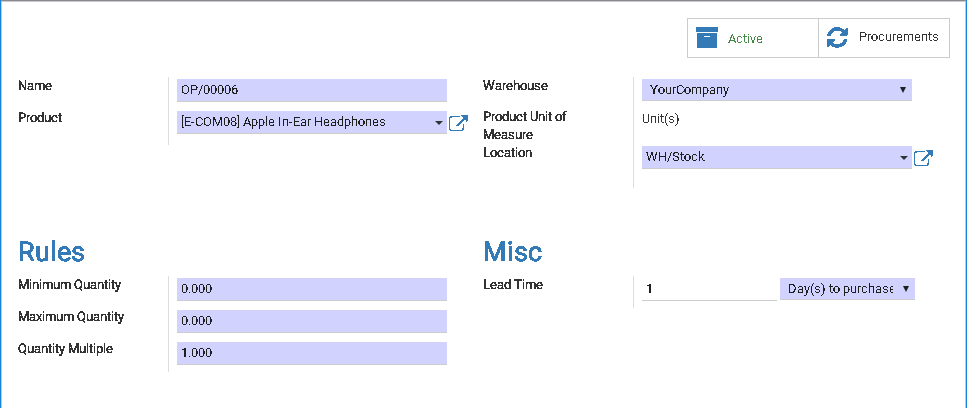 Active
Procurements
Name
OP/00006
Warehouse
YourCompany
Product
[E-COM08] Apple In-Ear Headphones
Product Unit of
Measure
Unit(s)
Location
WH/Stock
Rules
Misc
Minimum Quantity
0.000
Lead Time
1
Day(s) to purchase
Maximum Quantity
0.000
Quantity Multiple
1.000